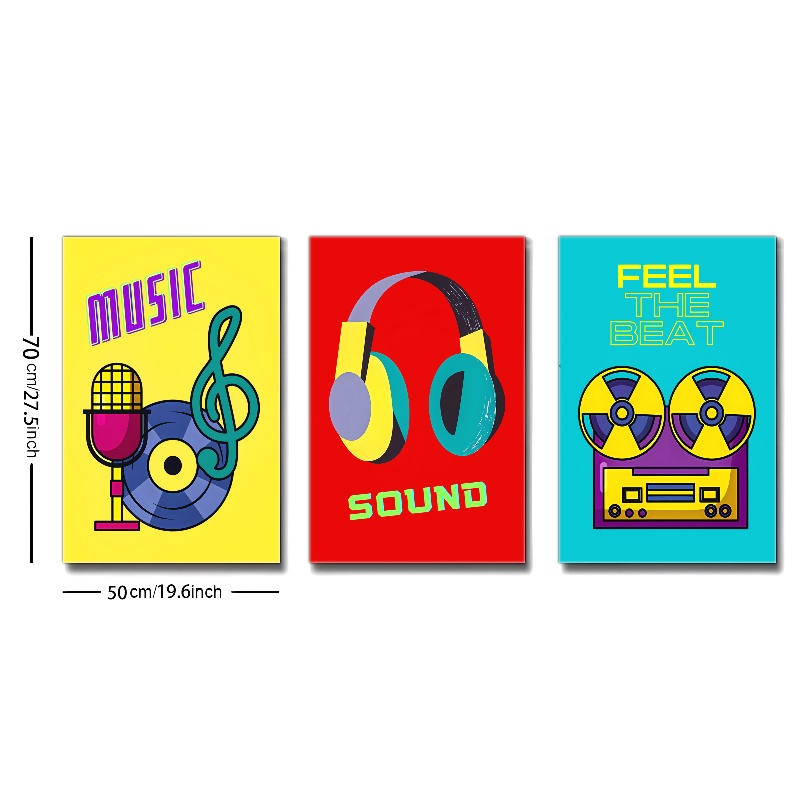 MUSIC
SOUND
FEEL
THE
BEAT
70cm/27.5inch
50cm/19.6inch